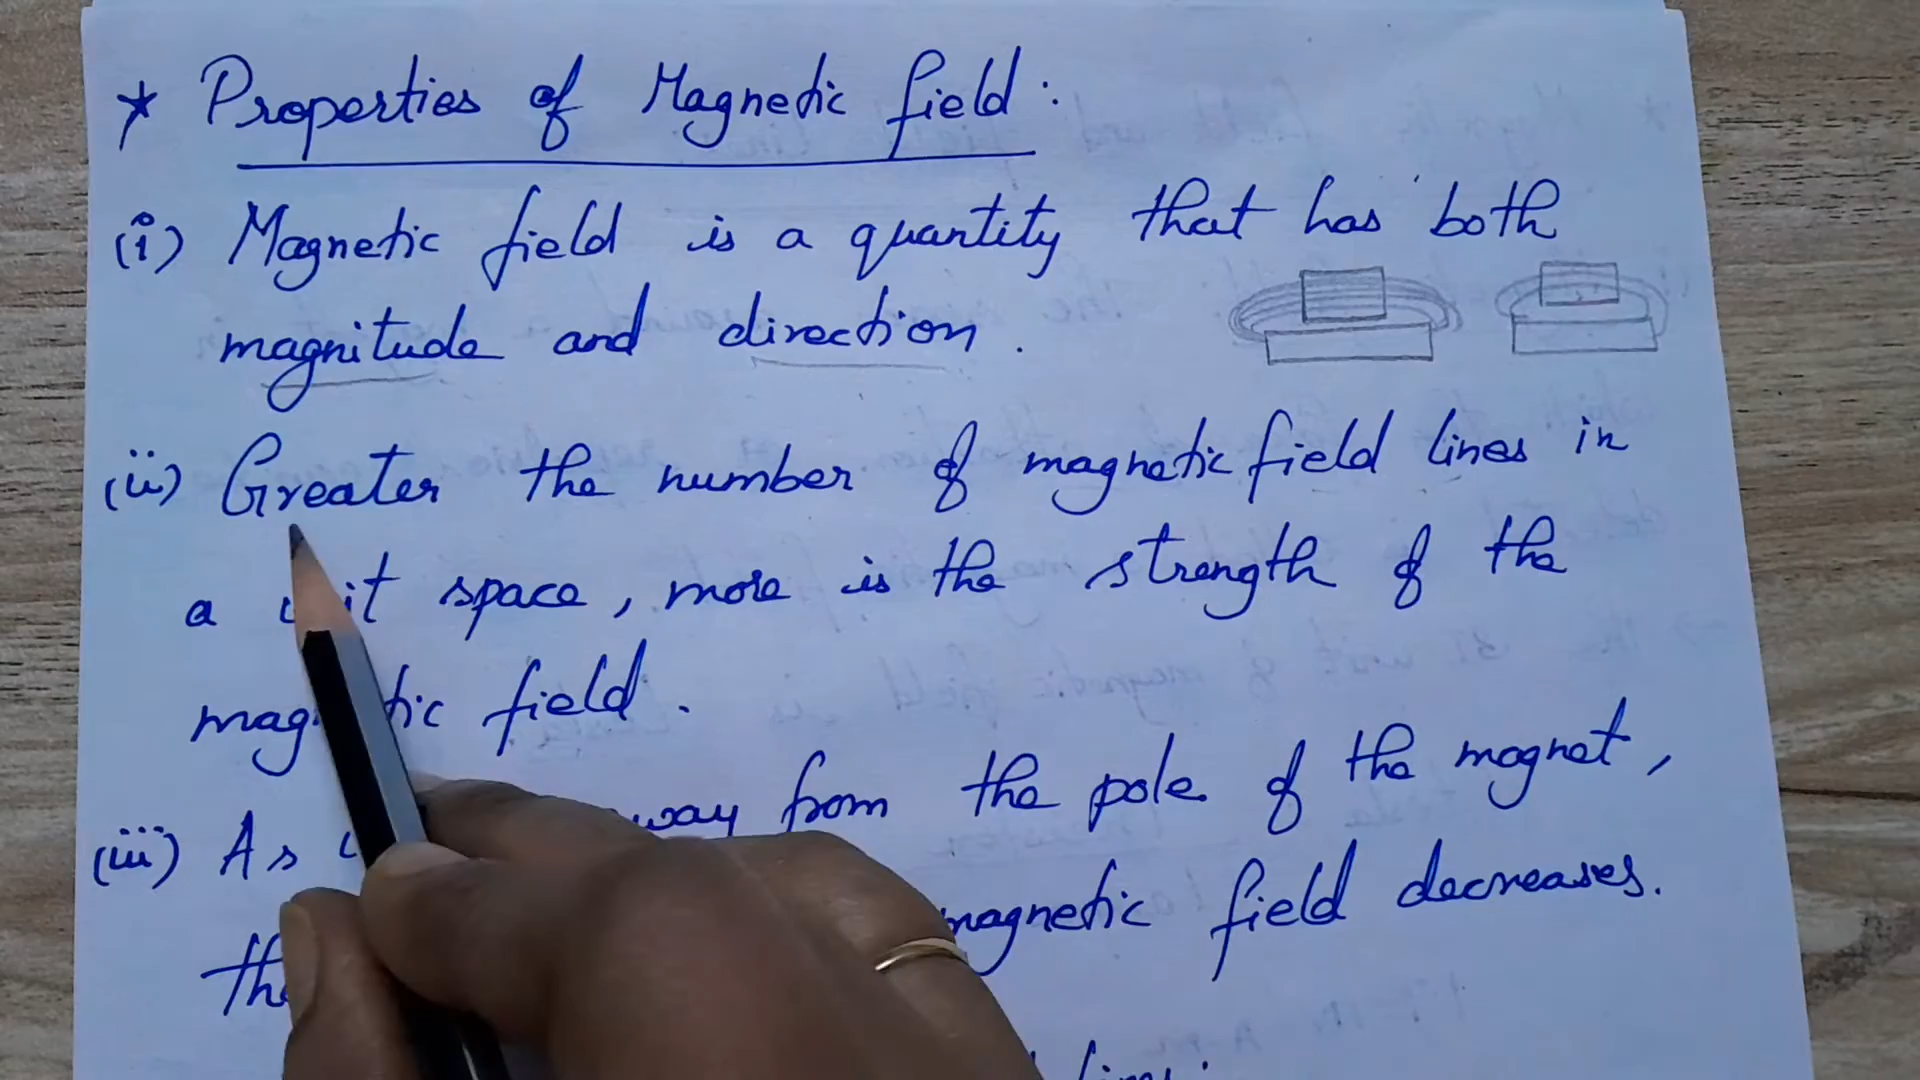 * Properties of Magnetic field :
(i) Magnetic field is a quantity that has both
magnitude and direction .
(ii) Greater the number of magnetic field lines in
a space , more is the strength of the
field .
(iii) As from the pole of the magnet ,
magnetic field decreases.